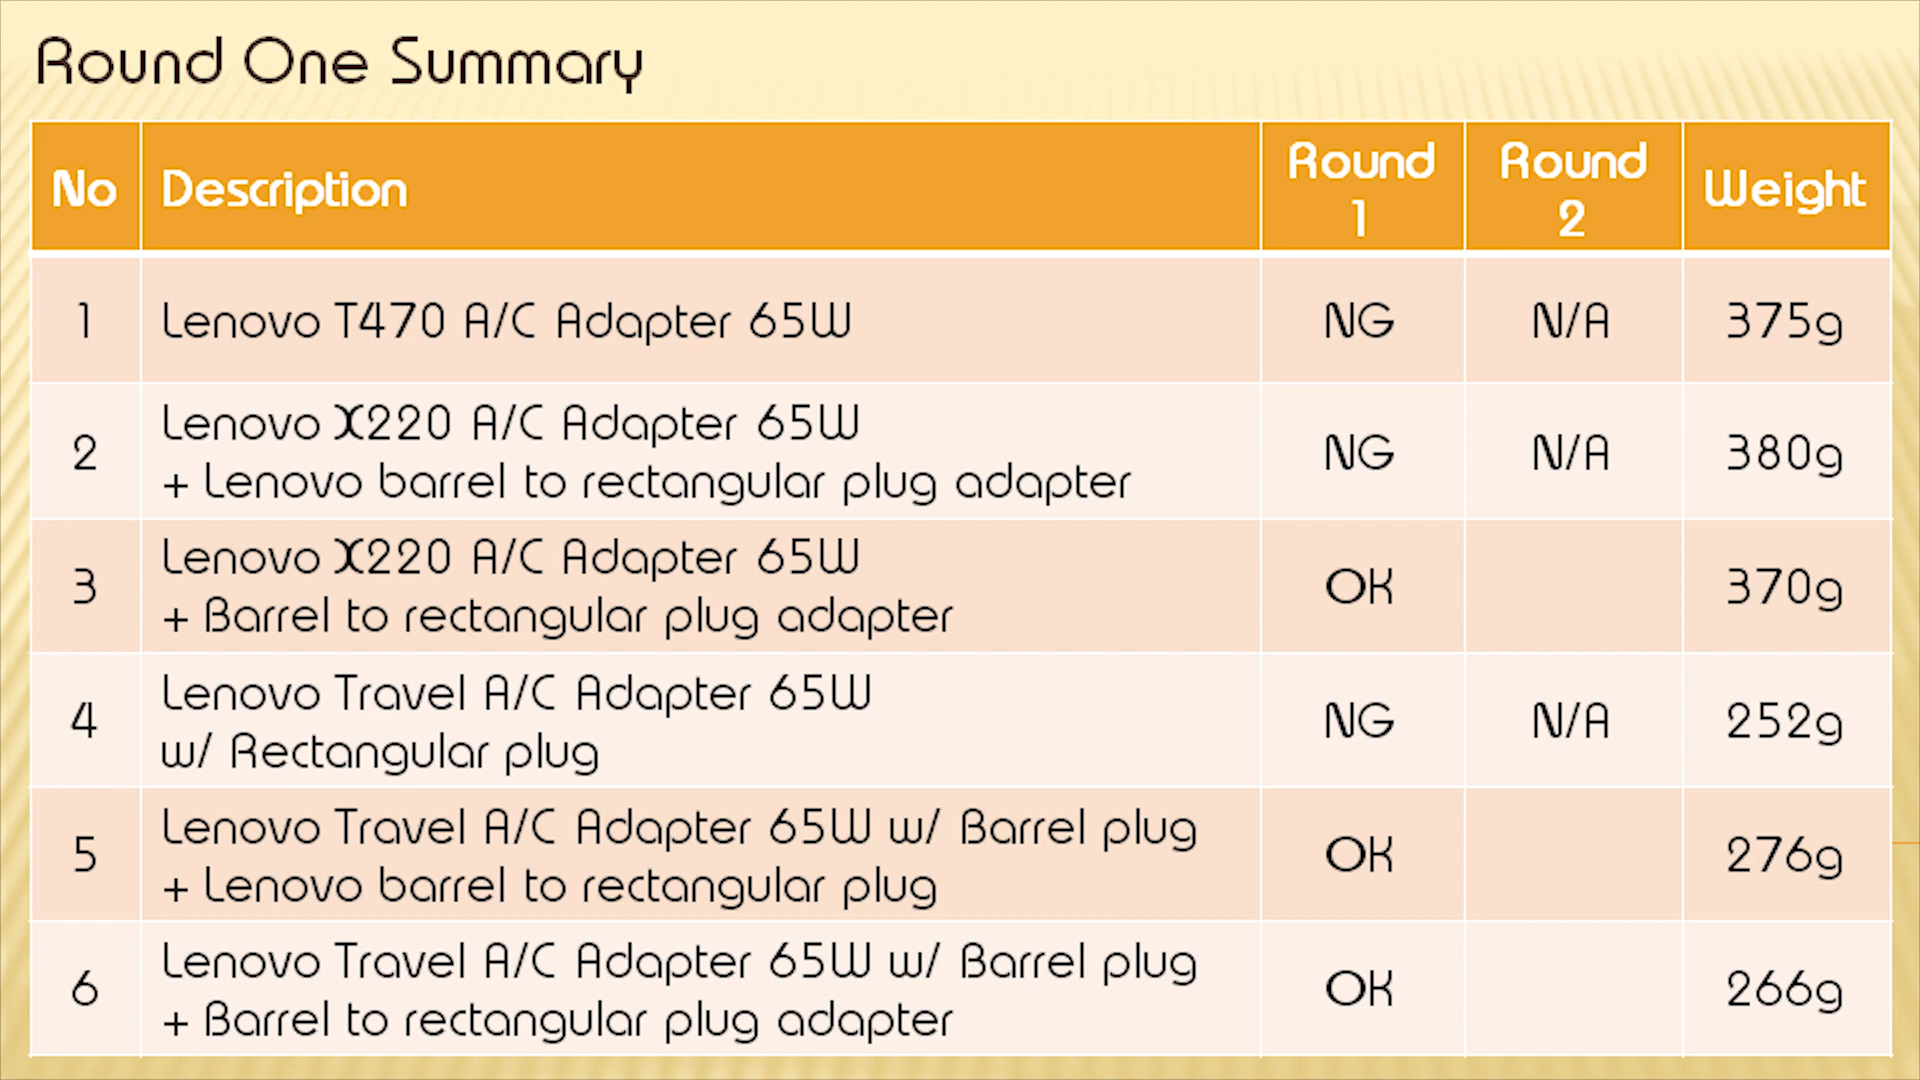 Round One Summary
No Description Round 1 Round 2 Weight
1 Lenovo T470 A/C Adapter 65W NG N/A 375g
2 Lenovo X220 A/C Adapter 65W
+ Lenovo barrel to rectangular plug adapter NG N/A 380g
3 Lenovo X220 A/C Adapter 65W
+ Barrel to rectangular plug adapter OK 370g
4 Lenovo Travel A/C Adapter 65W
w/ Rectangular plug NG N/A 252g
5 Lenovo Travel A/C Adapter 65W w/ Barrel plug
+ Lenovo barrel to rectangular plug OK 276g
6 Lenovo Travel A/C Adapter 65W w/ Barrel plug
+ Barrel to rectangular plug adapter OK 266g